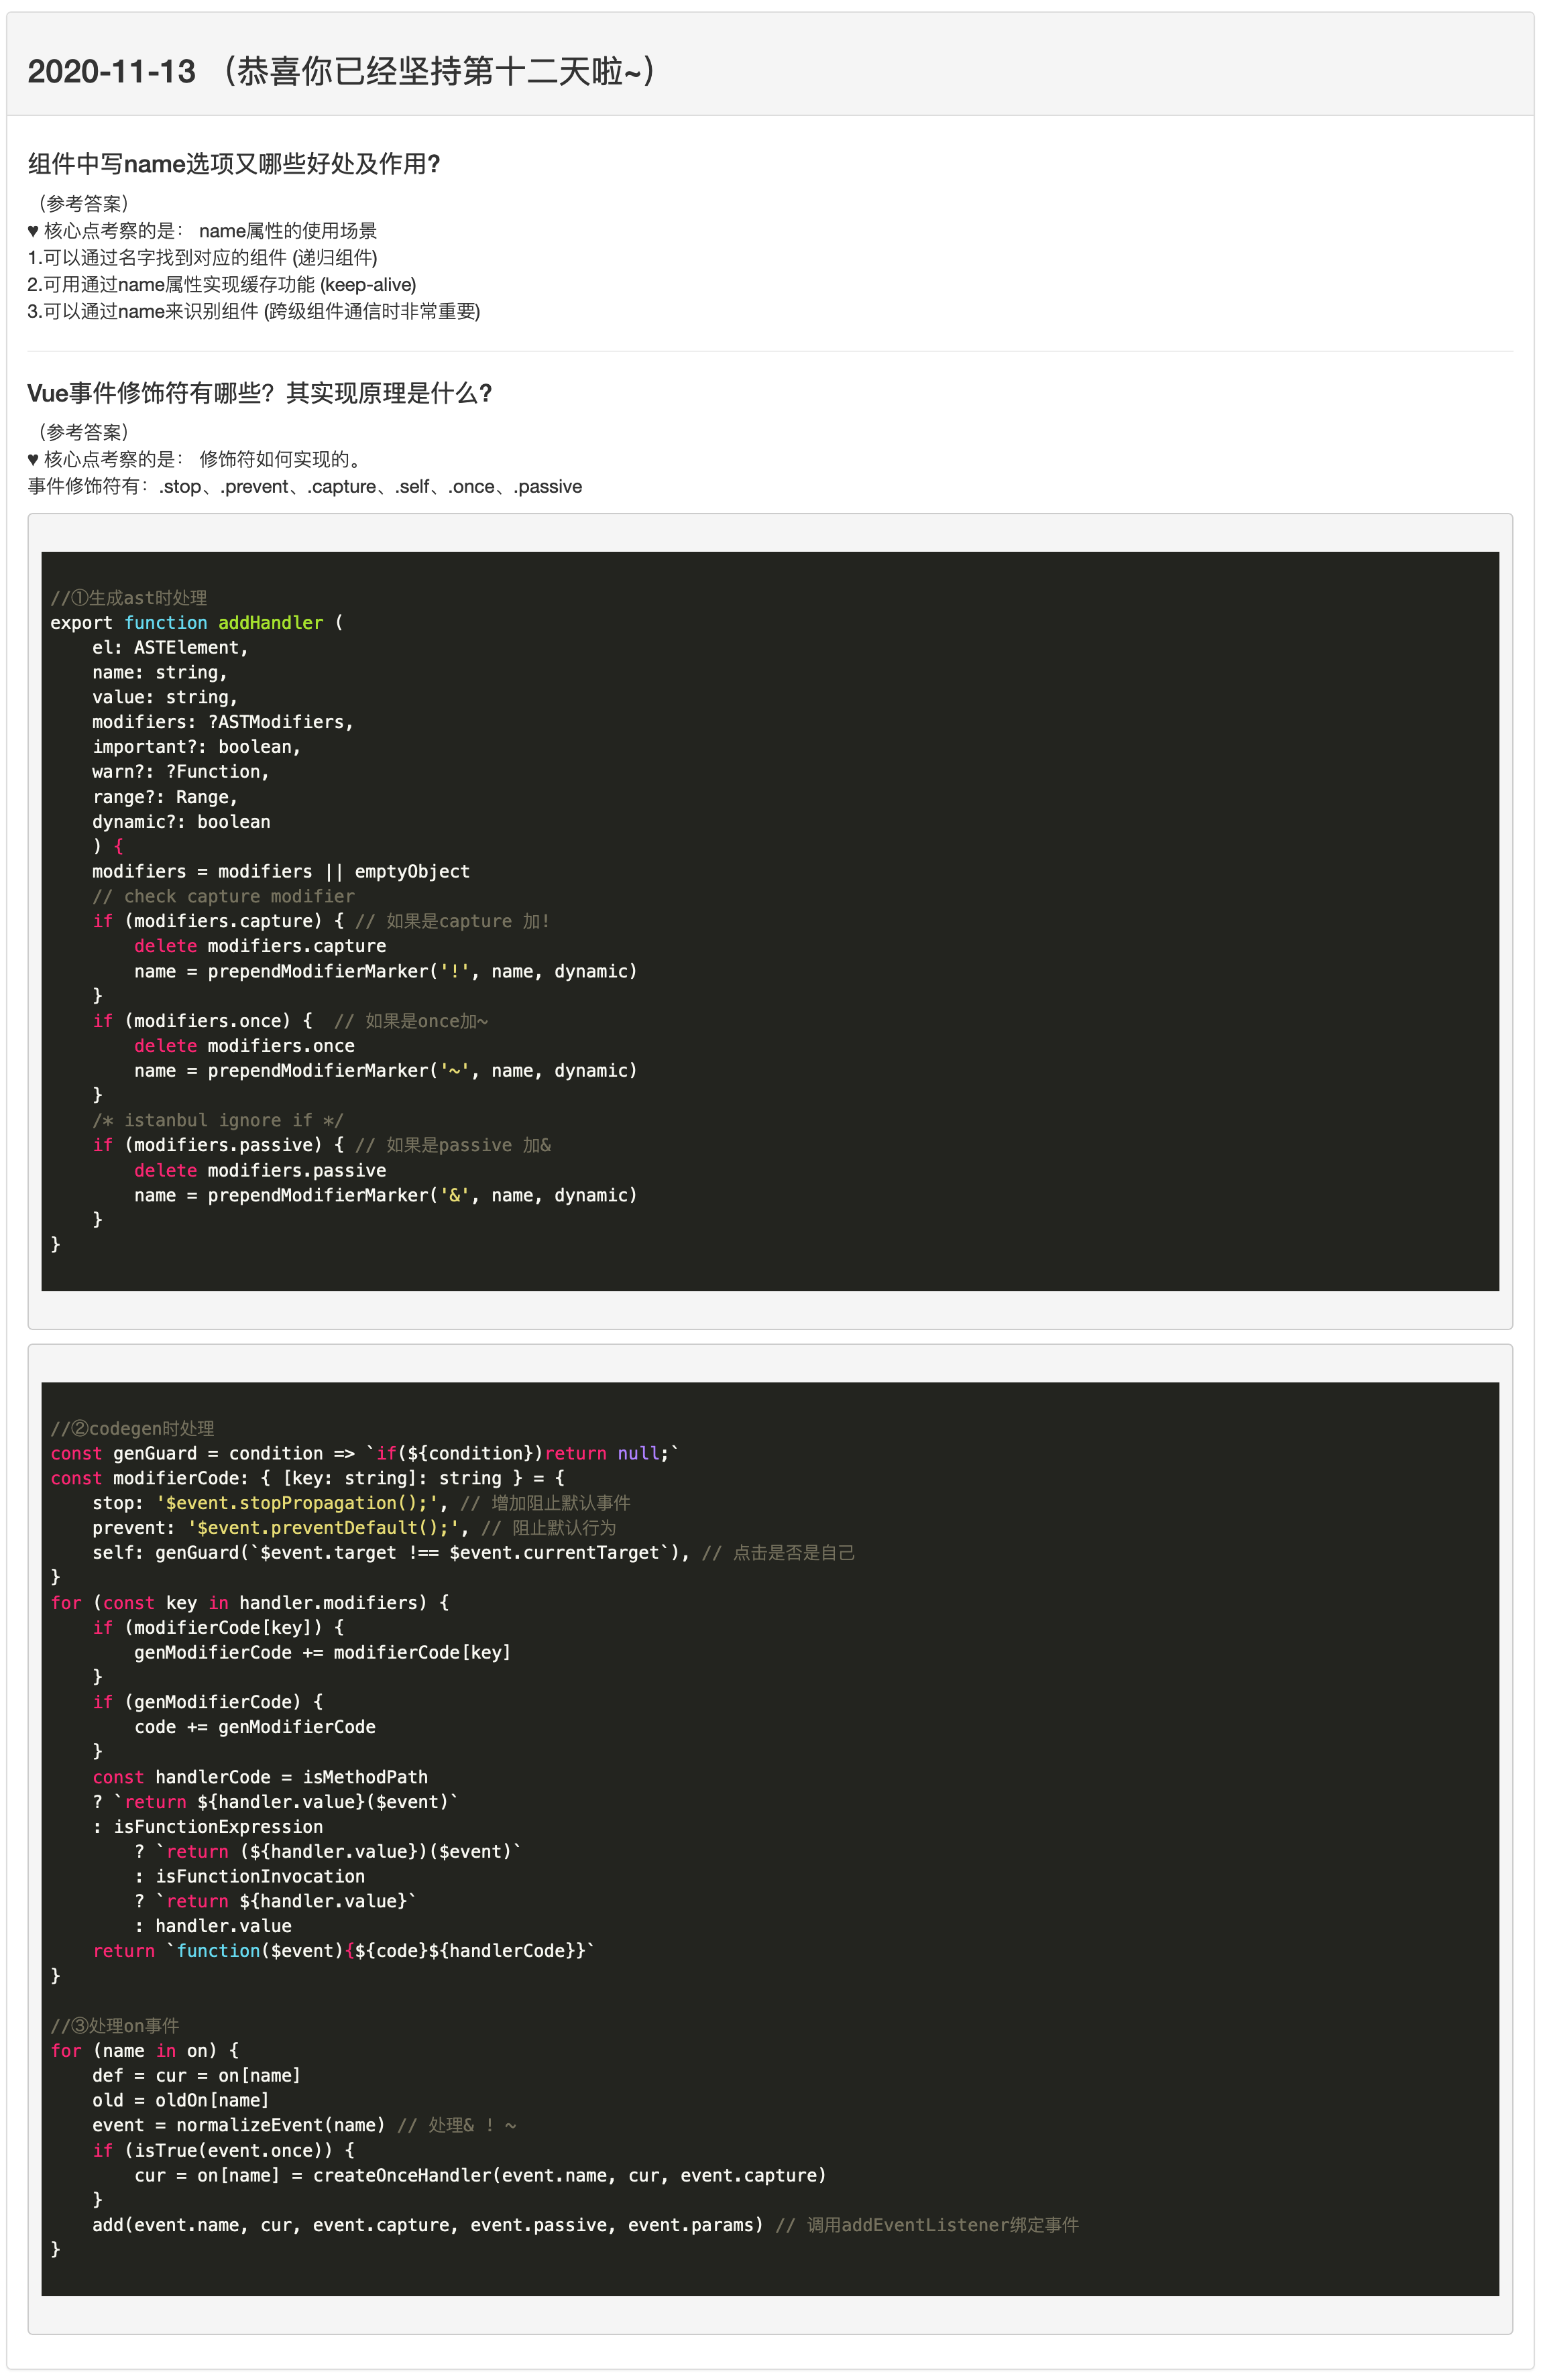 2020-11-13 （恭喜你已经坚持第十二天啦~）
组件中写name选项又哪些好处及作用?
（参考答案）
♥ 核心点考察的是： name属性的使用场景
1.可以通过名字找到对应的组件 (递归组件)
2.可用通过name属性实现缓存功能 (keep-alive)
3.可以通过name来识别组件 (跨级组件通信时非常重要)
Vue事件修饰符有哪些？其实现原理是什么?
（参考答案）
♥ 核心点考察的是： 修饰符如何实现的。
事件修饰符有：.stop、.prevent、.capture、.self、.once、.passive
//①生成ast时处理
export function addHandler (
    el: ASTElement,
    name: string,
    value: string,
    modifiers: ?ASTModifiers,
    important?: boolean,
    warn?: ?Function,
    range?: Range,
    dynamic?: boolean
    ) {
    modifiers = modifiers || emptyObject
    // check capture modifier
    if (modifiers.capture) { // 如果是capture 加!
        delete modifiers.capture
        name = prependModifierMarker('!', name, dynamic)
    }
    if (modifiers.once) {  // 如果是once加~
        delete modifiers.once
        name = prependModifierMarker('~', name, dynamic)
    }
    /* istanbul ignore if */
    if (modifiers.passive) { // 如果是passive 加&
        delete modifiers.passive
        name = prependModifierMarker('&', name, dynamic)
    }
}
//②codegen时处理
const genGuard = condition => `if(${condition})return null;`
const modifierCode: { [key: string]: string } = {
    stop: '$event.stopPropagation();', // 增加阻止默认事件
    prevent: '$event.preventDefault();', // 阻止默认行为
    self: genGuard(`$event.target !== $event.currentTarget`), // 点击是否是自己
}
for (const key in handler.modifiers) {
    if (modifierCode[key]) {
        genModifierCode += modifierCode[key]
    }
    if (genModifierCode) {
        code += genModifierCode
    }
    const handlerCode = isMethodPath
    ? `return ${handler.value}($event)`
    : isFunctionExpression
        ? `return (${handler.value})($event)`
        : isFunctionInvocation
        ? `return ${handler.value}`
        : handler.value
    return `function($event){${code}${handlerCode}}`
}
//③处理on事件
for (name in on) {
    def = cur = on[name]
    old = oldOn[name]
    event = normalizeEvent(name) // 处理& ! ~
    if (isTrue(event.once)) {
        cur = on[name] = createOnceHandler(event.name, cur, event.capture)
    }
    add(event.name, cur, event.capture, event.passive, event.params) // 调用addEventListener绑定事件
}